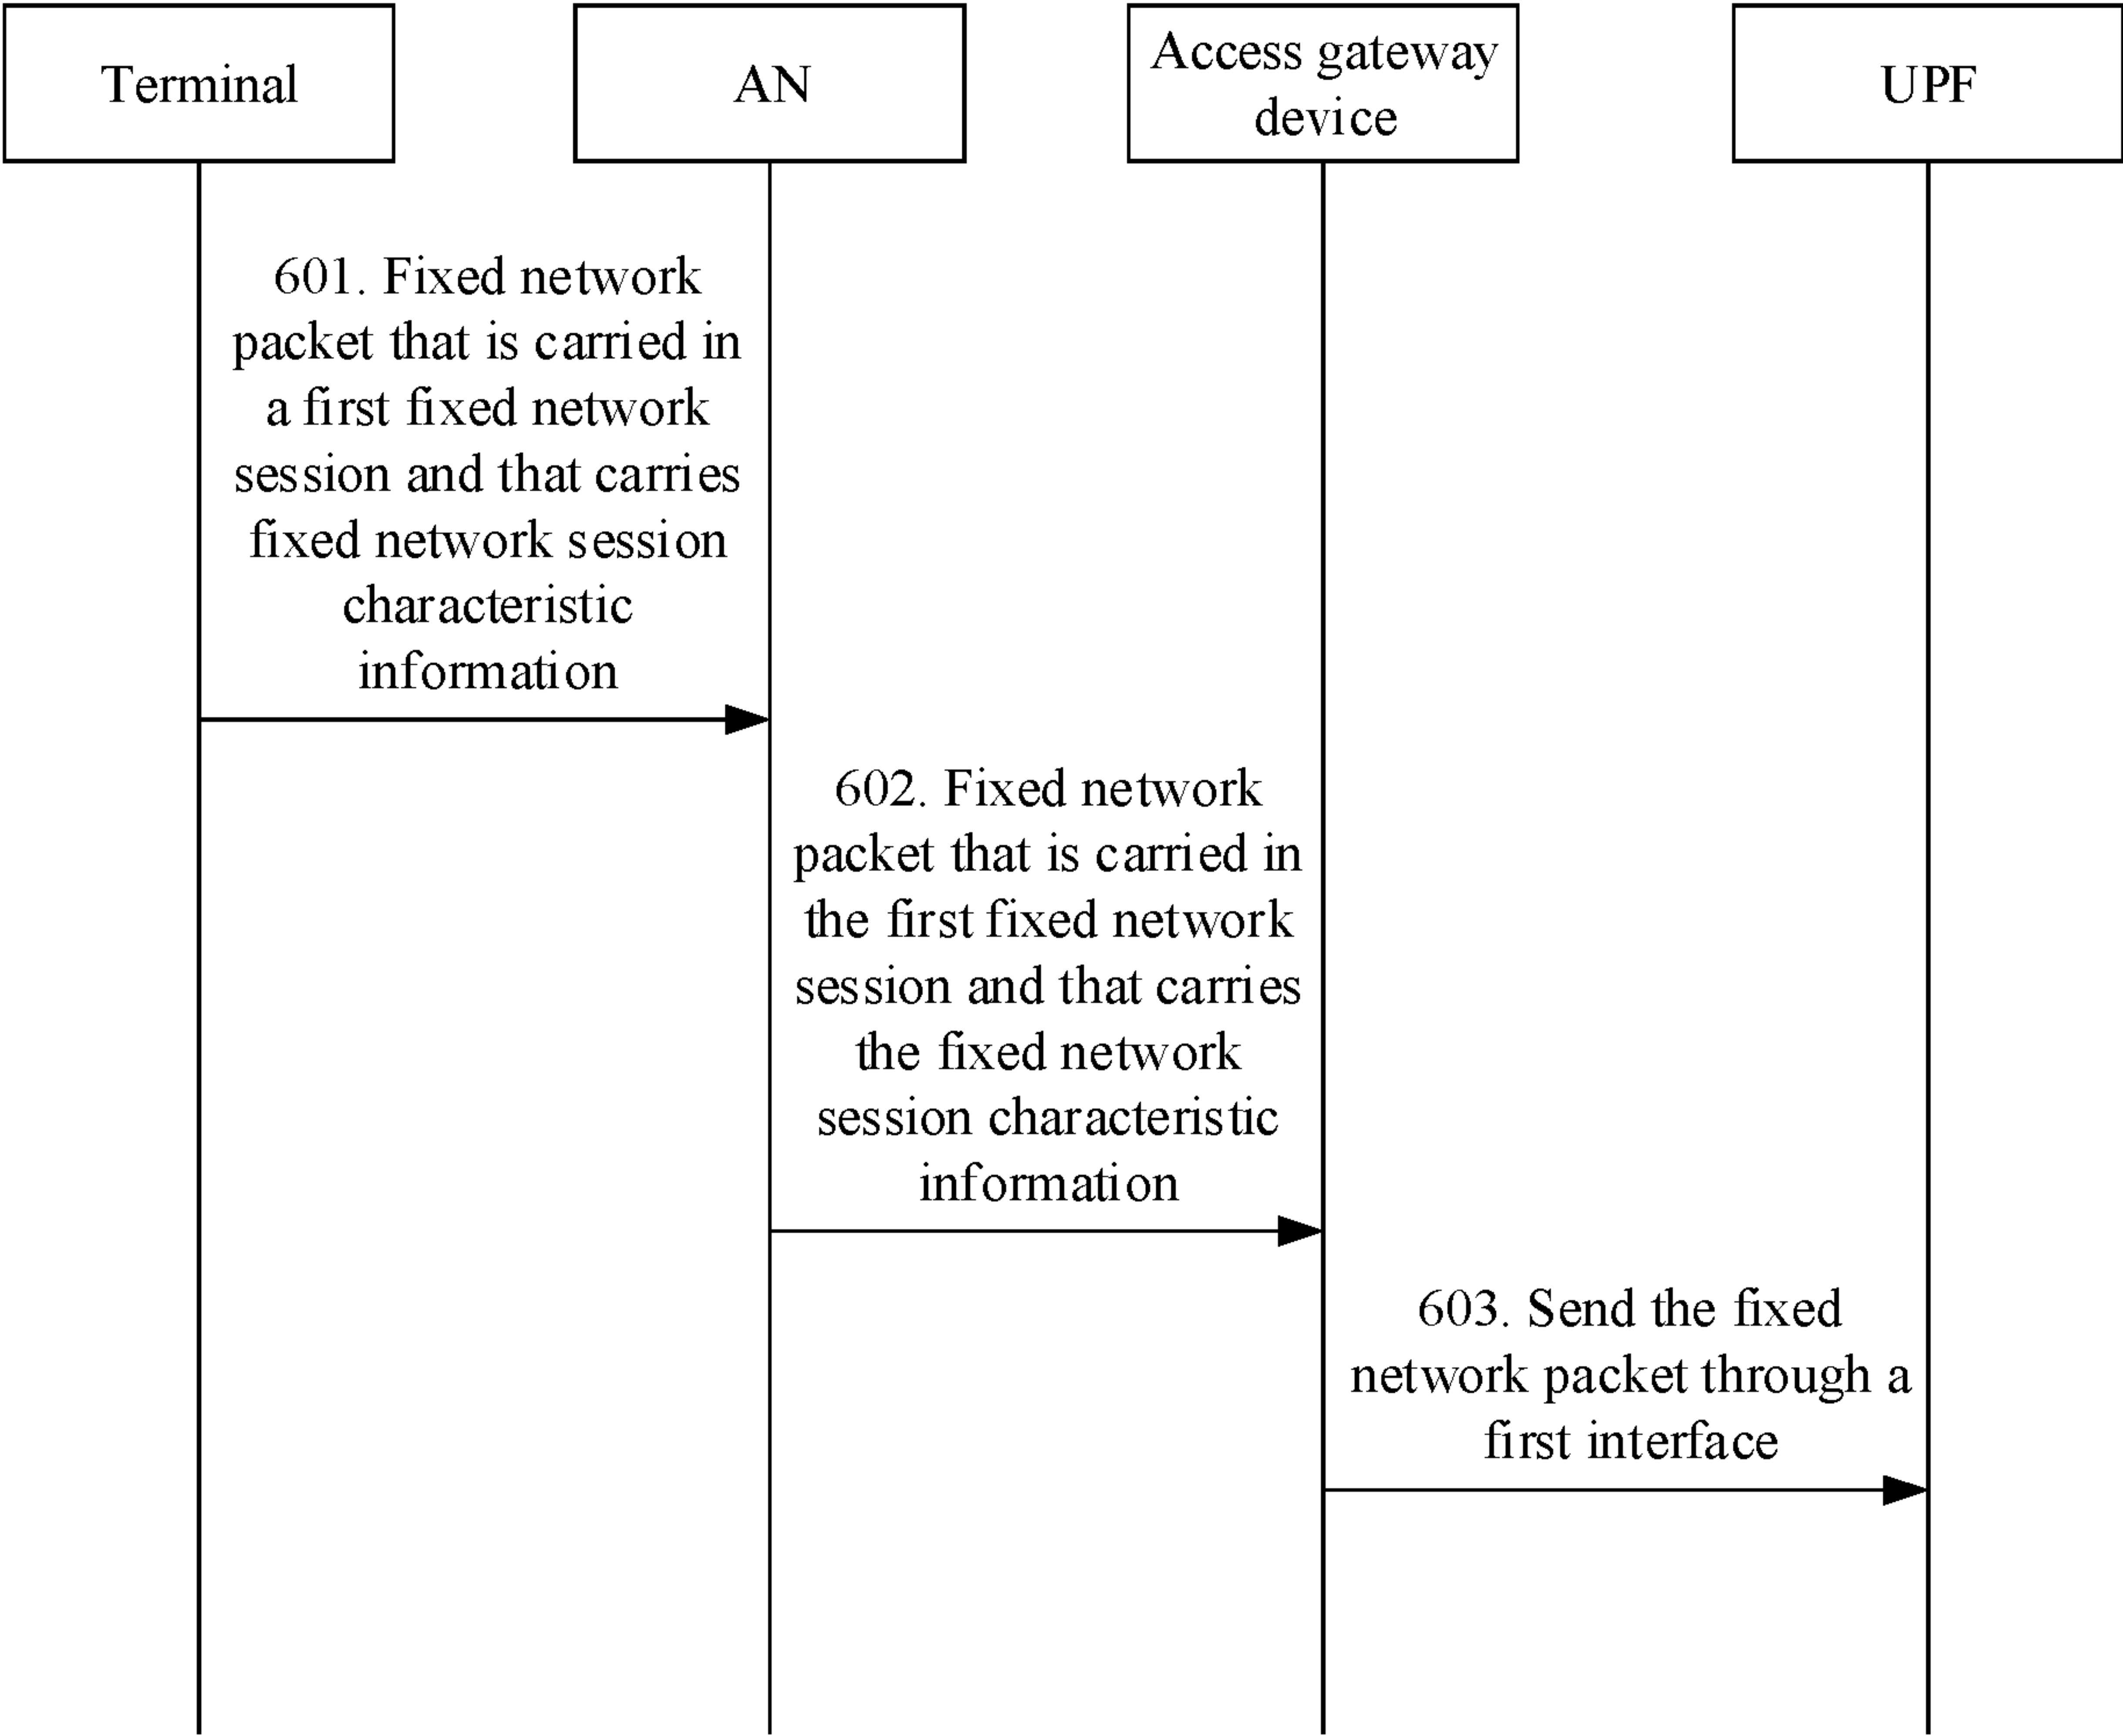 Terminal
AN
Access gateway
device
UPF
601. Fixed network
packet that is carried in
a first fixed network
session and that carries
fixed network session
characteristic
information
602. Fixed network
packet that is carried in
the first fixed network
session and that carries
the fixed network
session characteristic
information
603. Send the fixed
network packet through a
first interface